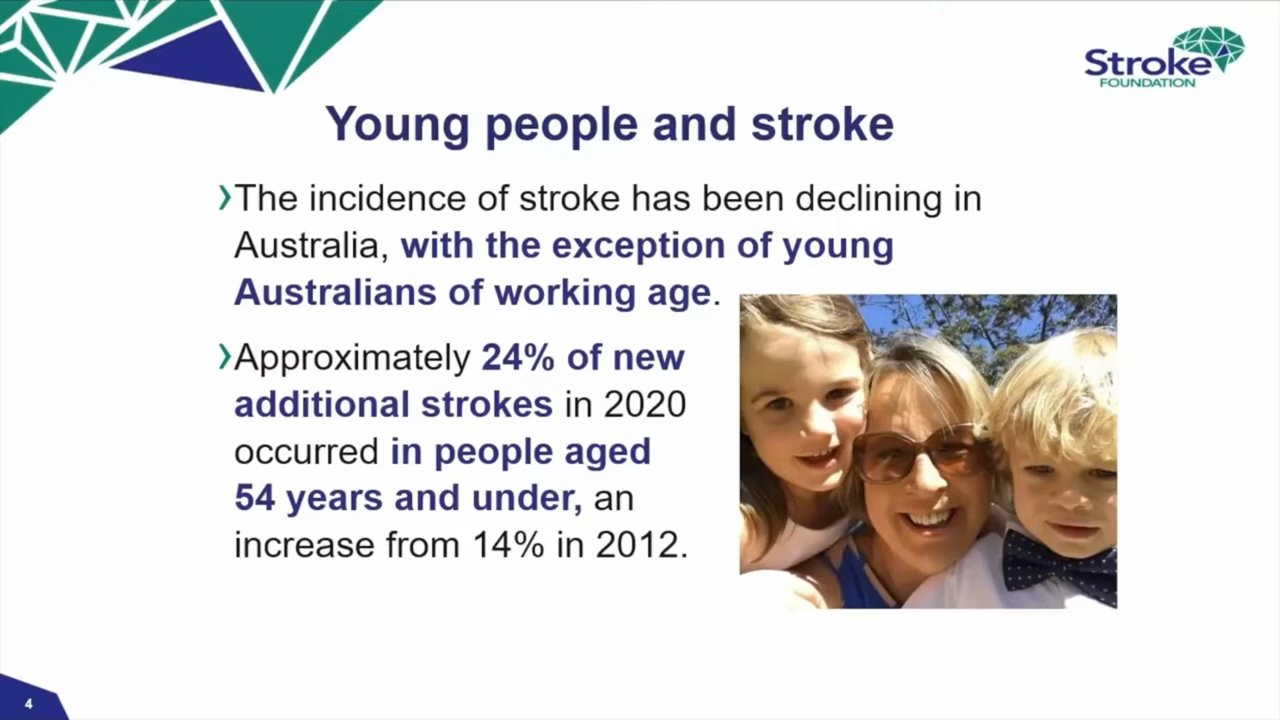 Stroke
FOUNDATION
Young people and stroke
›The incidence of stroke has been declining in
Australia, with the exception of young
Australians of working age.
›Approximately 24% of new
additional strokes in 2020
occurred in people aged
54 years and under, an
increase from 14% in 2012.
4